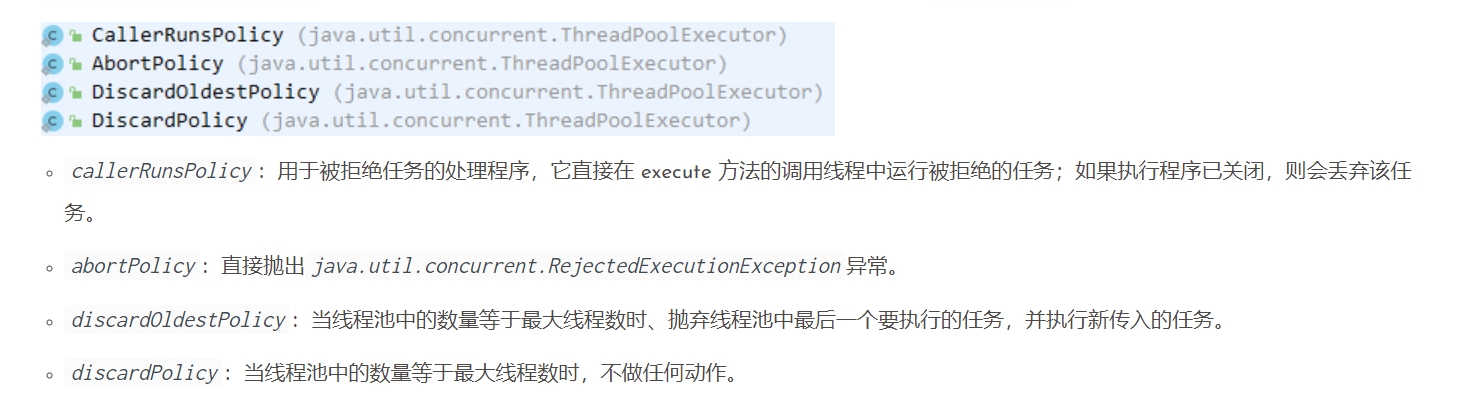 CallerRunsPolicy (java.util.concurrent.ThreadPoolExecutor)
AbortPolicy (java.util.concurrent.ThreadPoolExecutor)
DiscardOldestPolicy (java.util.concurrent.ThreadPoolExecutor)
DiscardPolicy (java.util.concurrent.ThreadPoolExecutor)
callerRunsPolicy：用于被拒绝任务的处理程序，它直接在 execute 方法的调用线程中运行被拒绝的任务；如果执行程序已关闭，则会丢弃该任
务。
abortPolicy：直接抛出 java.util.concurrent.RejectedExecutionException 异常。
discardOldestPolicy：当线程池中的数量等于最大线程数时、抛弃线程池中最后一个要执行的任务，并执行新传入的任务。
discardPolicy：当线程池中的数量等于最大线程数时，不做任何动作。